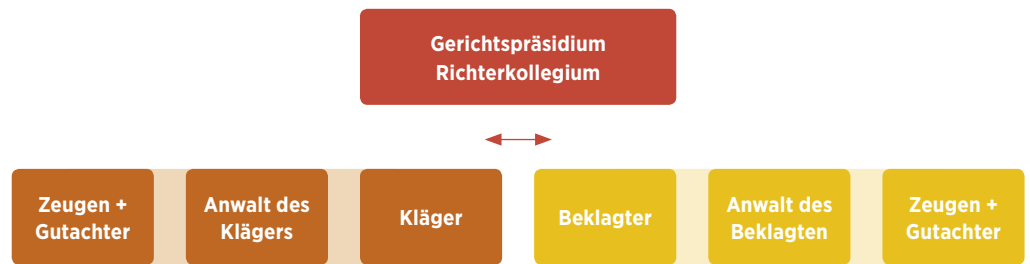 Gerichtspräsidium
Richterkollegium
Zeugen +
Gutachter
Anwalt des
Klägers
Kläger
Beklagter
Anwalt des
Beklagten
Zeugen +
Gutachter